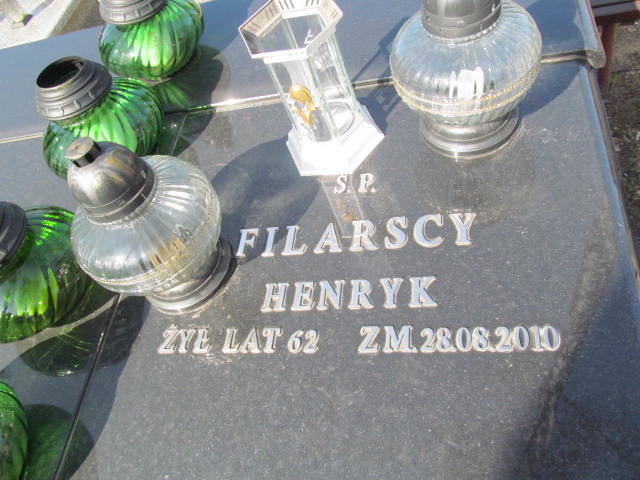 Ś.P.
FILARSCY
HENRYK
ŻYŁ LAT 62 ZM.28.08.2010